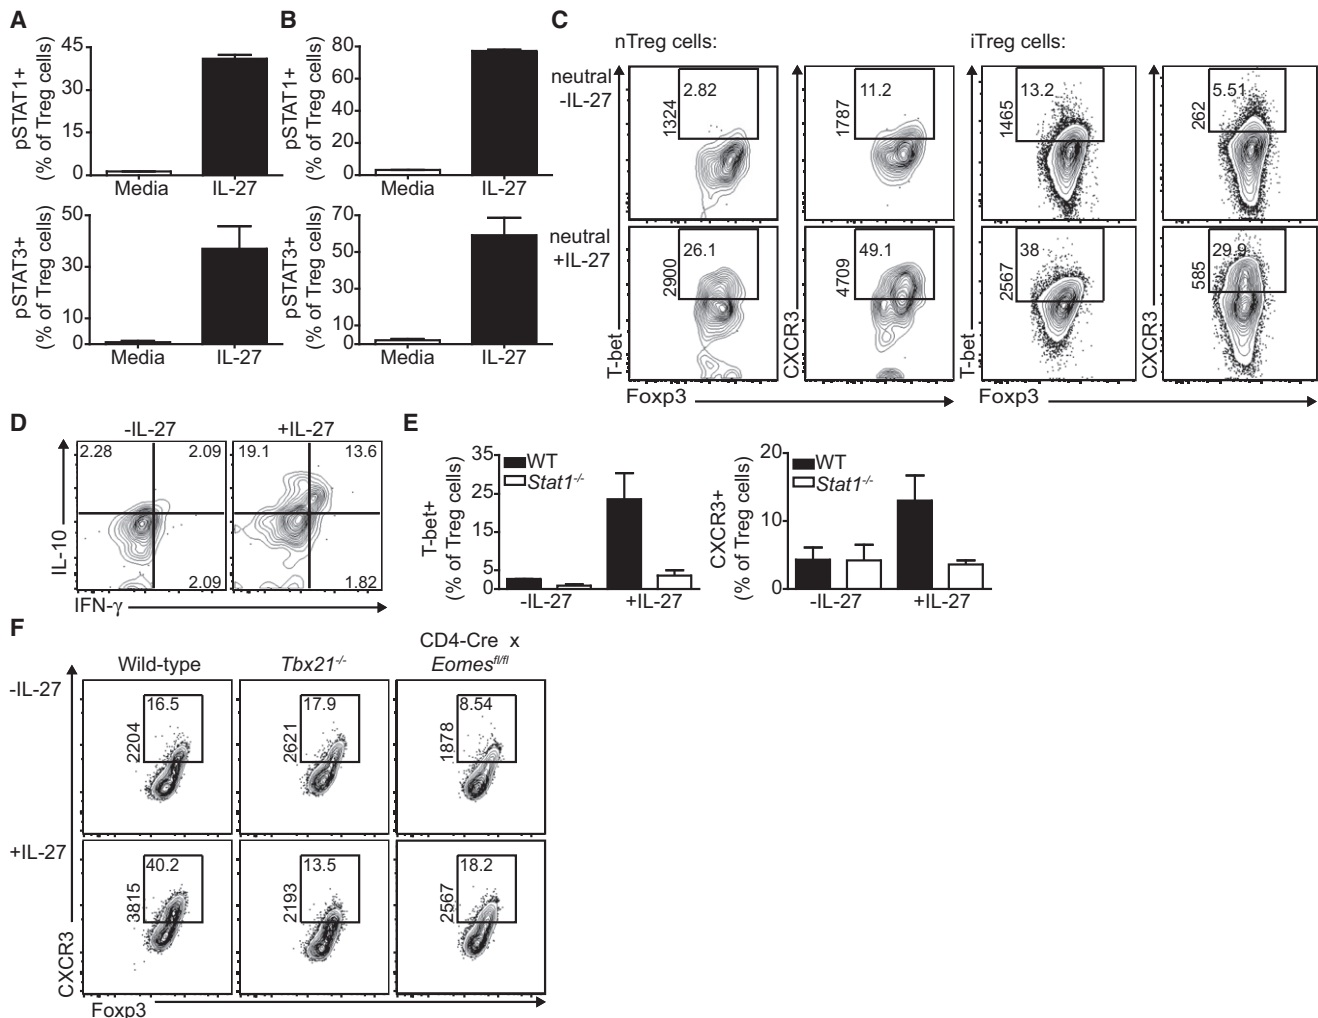 A
pSTAT1+
(% of Treg cells)
45
30
15
0
Media
IL-27
pSTAT3+
(% of Treg cells)
50
30
10
0
Media
IL-27
B
pSTAT1+
(% of Treg cells)
80
60
40
20
0
Media
IL-27
pSTAT3+
(% of Treg cells)
70
50
30
10
0
Media
IL-27
C
nTreg cells:
iTreg cells:
neutral
-IL-27
2.82
1324
11.2
1787
13.2
1465
5.51
262
neutral
+IL-27
26.1
2900
49.1
4709
38
2567
29.9
585
T-bet
CXCR3
T-bet
CXCR3
Foxp3
Foxp3
D
-IL-27
+IL-27
2.28
2.09
2.09
19.1
13.6
1.82
IL-10
IFN-γ
E
T-bet+
(% of Treg cells)
35
25
15
5
0
WT
Stat1-/-
-IL-27
+IL-27
CXCR3+
(% of Treg cells)
20
10
0
WT
Stat1-/-
-IL-27
+IL-27
F
Wild-type
Tbx21-/-
CD4-Cre x
Eomesfl/fl
-IL-27
16.5
2204
17.9
2621
8.54
1878
+IL-27
40.2
3815
13.5
2193
18.2
2567
CXCR3
Foxp3